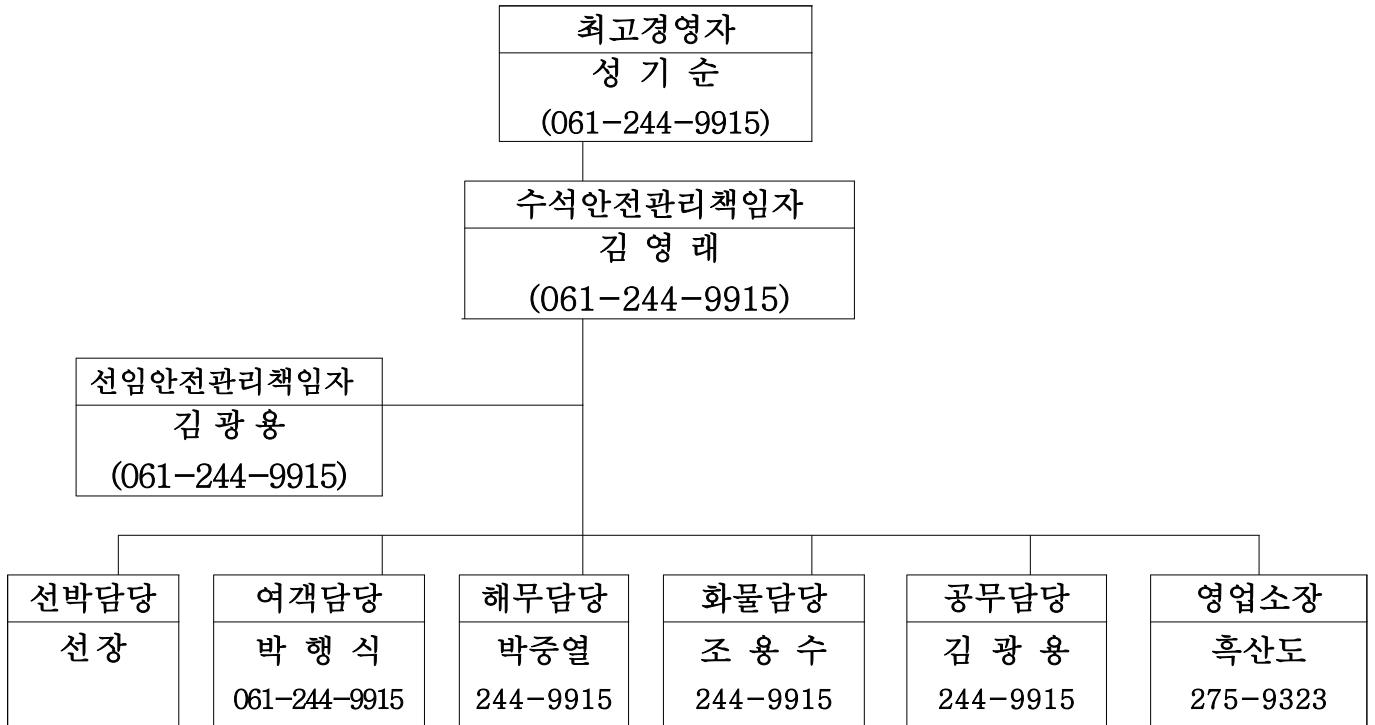 최고경영자
성 기 순
(061-244-9915)
수석안전관리책임자
김 영 래
(061-244-9915)
선임안전관리책임자
김 광 용
(061-244-9915)
선박담당
선장
여객담당
박 행 식
061-244-9915
해무담당
박중열
244-9915
화물담당
조 용 수
244-9915
공무담당
김 광 용
244-9915
영업소장
흑산도
275-9323